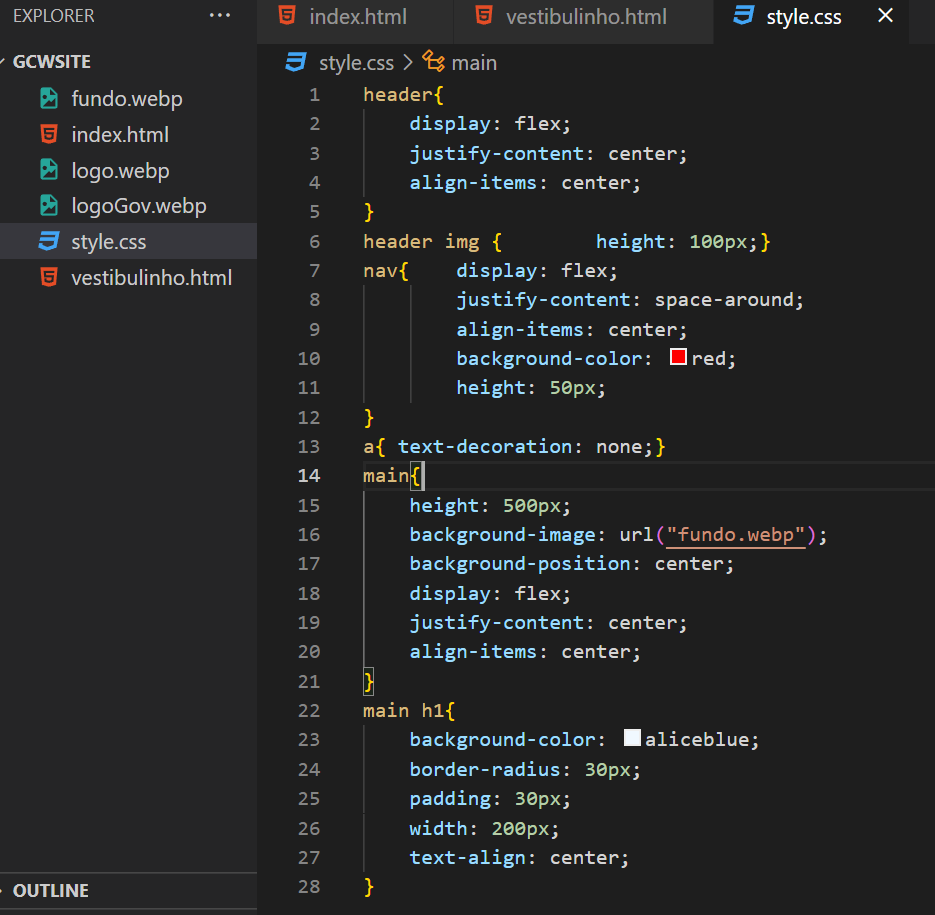 EXPLORER ...
index.html vestibulinho.html style.css
GCWSITE
fundo.webp
index.html
logo.webp
logoGov.webp
style.css
vestibulinho.html
OUTLINE
style.css > main
1 header{
2 display: flex;
3 justify-content: center;
4 align-items: center;
5 }
6 header img { height: 100px;}
7 nav{ display: flex;
8 justify-content: space-around;
9 align-items: center;
10 background-color: red;
11 height: 50px;
12 }
13 a{ text-decoration: none;}
14 main{
15 height: 500px;
16 background-image: url("fundo.webp");
17 background-position: center;
18 display: flex;
19 justify-content: center;
20 align-items: center;
21 }
22 main h1{
23 background-color: aliceblue;
24 border-radius: 30px;
25 padding: 30px;
26 width: 200px;
27 text-align: center;
28 }